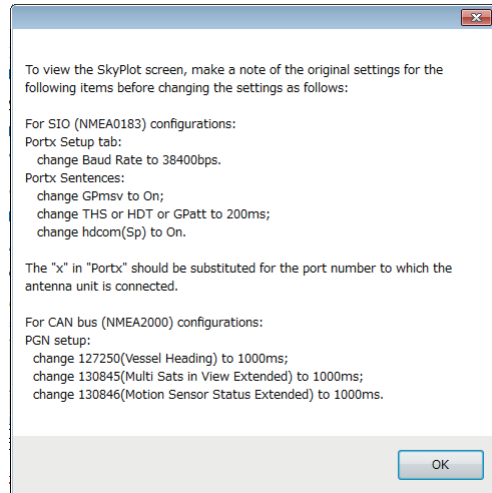 To view the SkyPlot screen, make a note of the original settings for the
following items before changing the settings as follows:
For SIO (NMEA0183) configurations:
Portx Setup tab:
change Baud Rate to 38400bps.
Portx Sentences:
change GPmsv to On;
change THS or HDT or GPatt to 200ms;
change hdcom(Sp) to On.
The "x" in "Portx" should be substituted for the port number to which the
antenna unit is connected.
For CAN bus (NMEA2000) configurations:
PGN setup:
change 127250(Vessel Heading) to 1000ms;
change 130845(Multi Sats in View Extended) to 1000ms;
change 130846(Motion Sensor Status Extended) to 1000ms.
OK